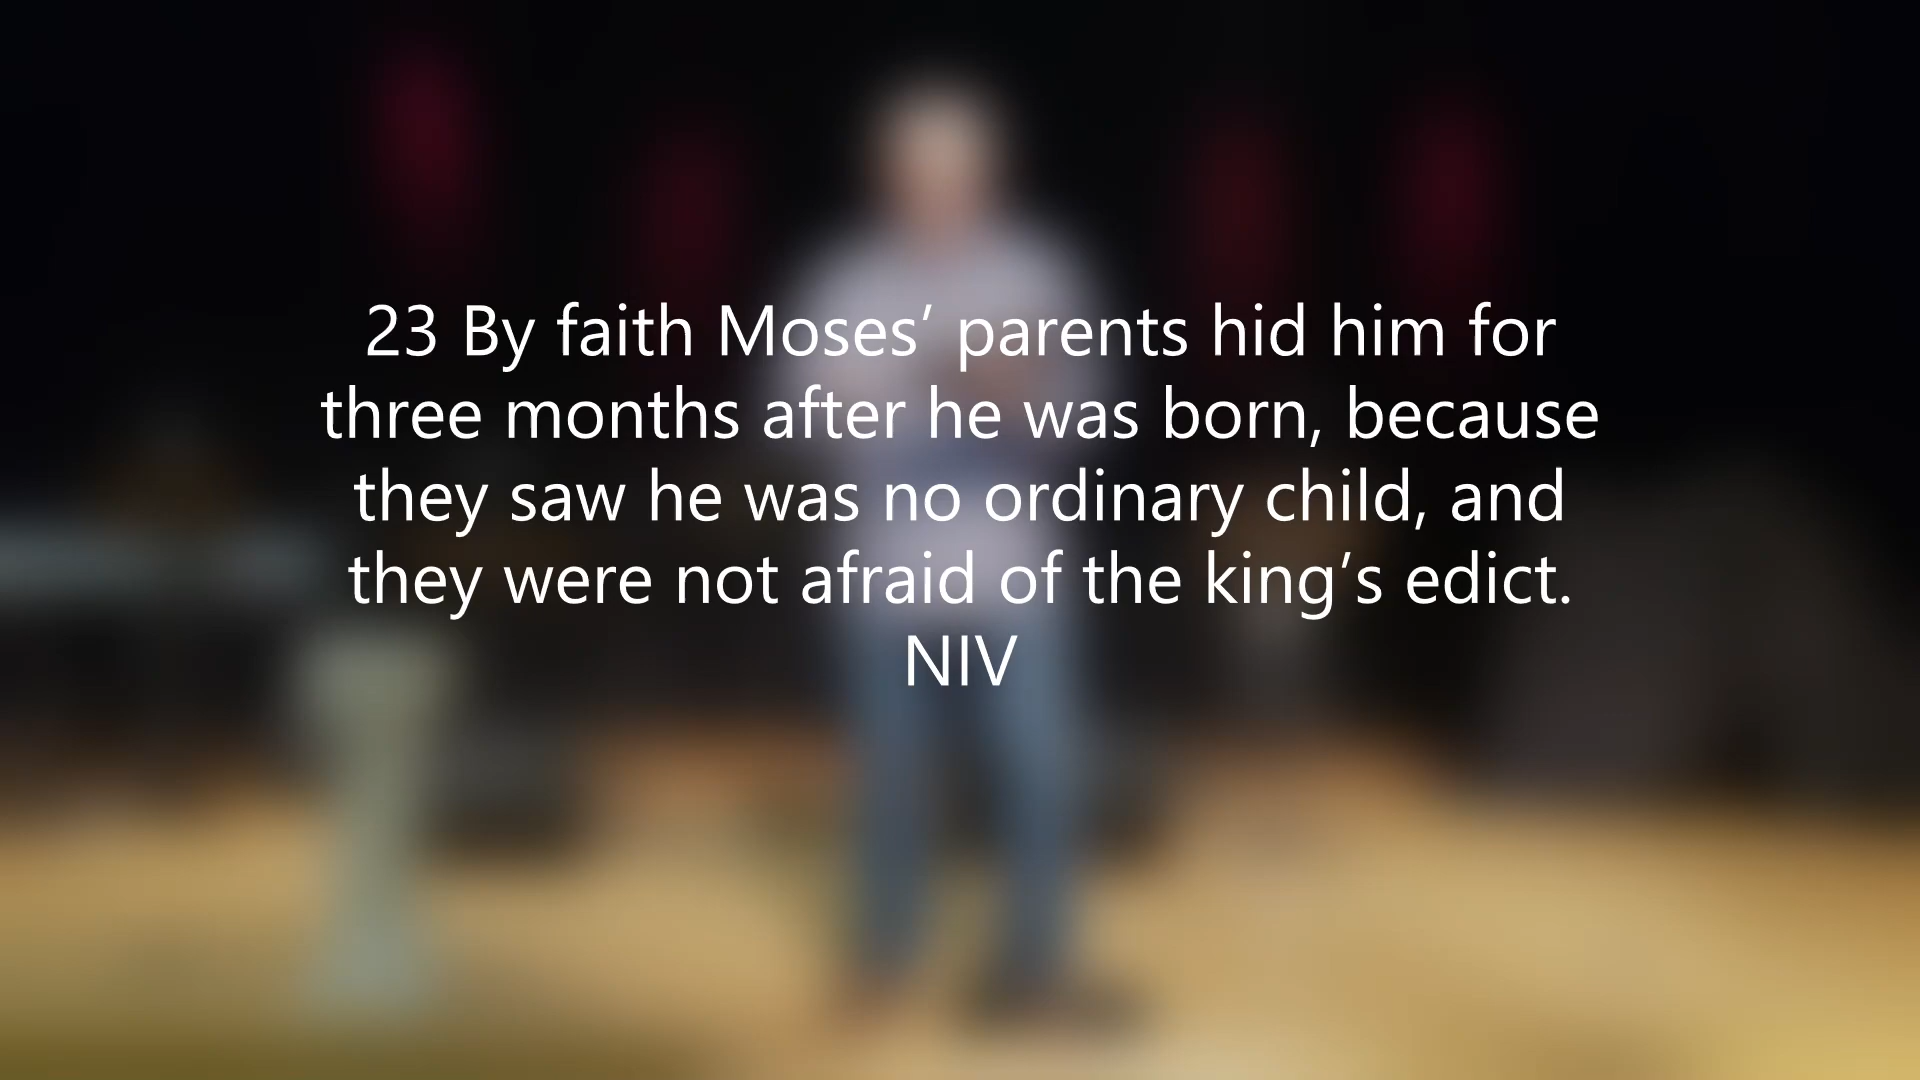 23 By faith Moses’ parents hid him for
three months after he was born, because
they saw he was no ordinary child, and
they were not afraid of the king’s edict.
NIV